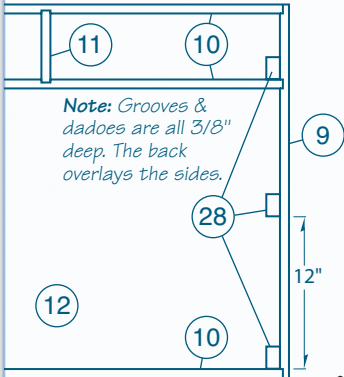 11
10
Note: Grooves &
dadoes are all 3/8"
deep. The back
overlays the sides.
9
28
12"
12
10